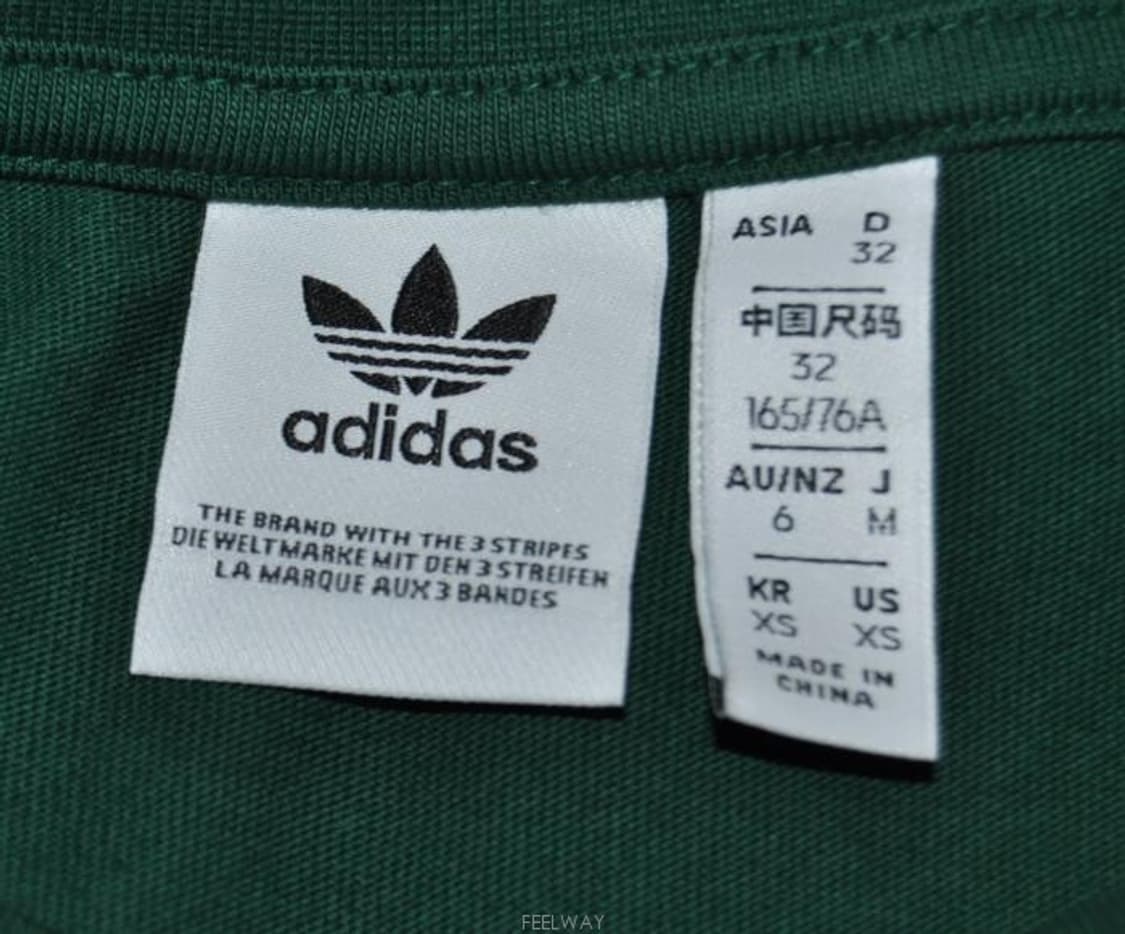 adidas
THE BRAND WITH THE 3 STRIPES
DIE WELTMARKE MIT DEN 3 STREIFEN
LA MARQUE AUX 3 BANDES
ASIA D
32
中国尺码
32
165/76A
AU/NZ J
6 M
KR US
XS XS
MADE IN
CHINA
FEELWAY